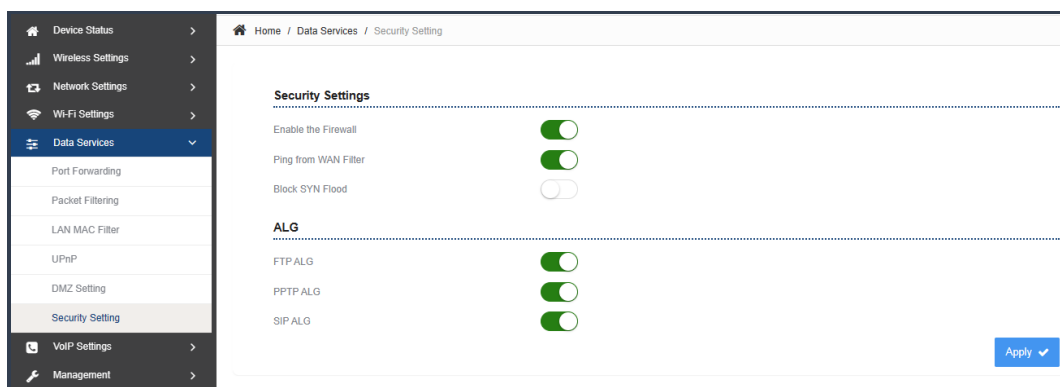 Device Status
Wireless Settings
Network Settings
Wi-Fi Settings
Data Services
Port Forwarding
Packet Filtering
LAN MAC Filter
UPnP
DMZ Setting
Security Setting
VoIP Settings
Management
Home / Data Services / Security Setting
Security Settings
Enable the Firewall
Ping from WAN Filter
Block SYN Flood
ALG
FTP ALG
PPTP ALG
SIP ALG
Apply